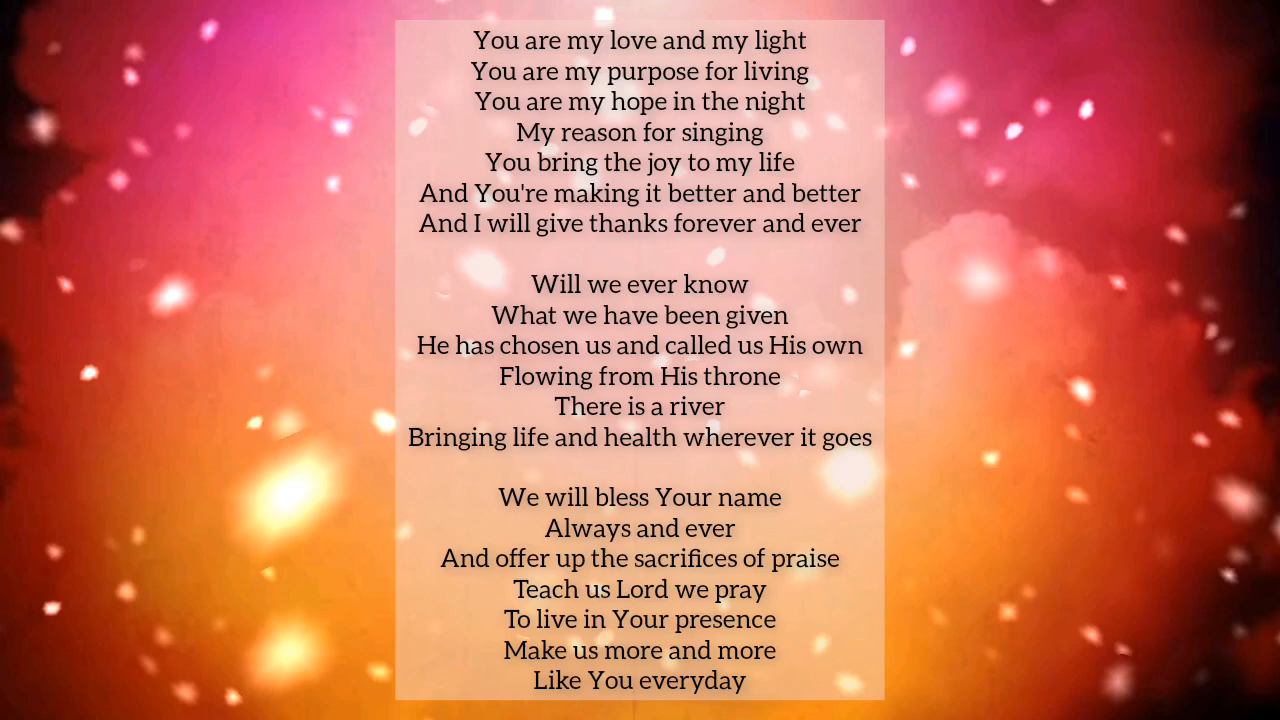 You are my love and my light
You are my purpose for living
You are my hope in the night
My reason for singing
You bring the joy to my life
And You're making it better and better
And I will give thanks forever and ever

Will we ever know
What we have been given
He has chosen us and called us His own
Flowing from His throne
There is a river
Bringing life and health wherever it goes

We will bless Your name
Always and ever
And offer up the sacrifices of praise
Teach us Lord we pray
To live in Your presence
Make us more and more
Like You everyday